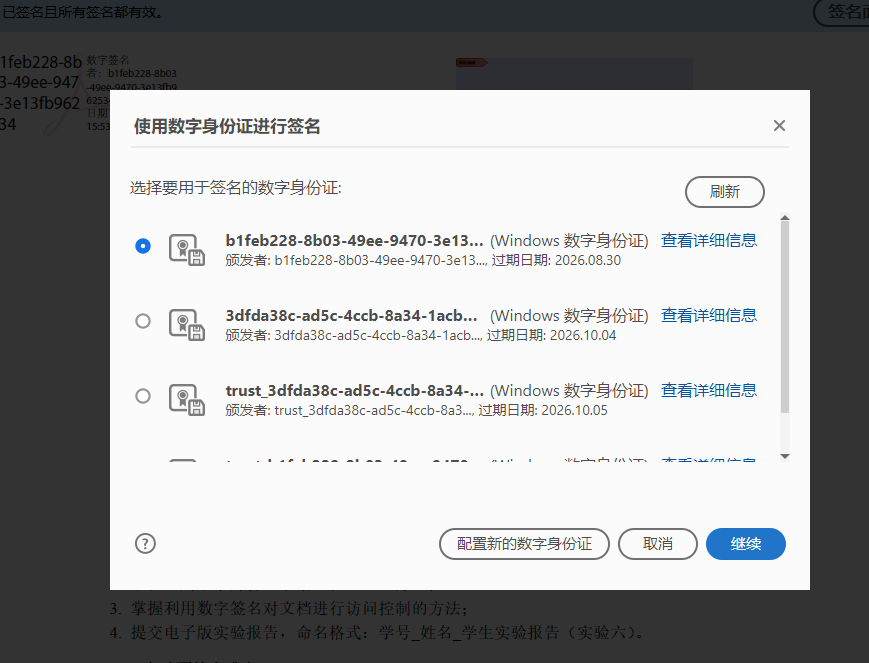 已签名且所有签名都有效。
签名面
1feb228-8b
3-49ee-947
-3e13fb962
34
数字签名
者：b1feb228-8b03
-49ee-9470-3e13fb9
6253
日期
15:53
使用数字身份证进行签名
选择要用于签名的数字身份证:
刷新
b1feb228-8b03-49ee-9470-3e13... (Windows 数字身份证) 查看详细信息
颁发者: b1feb228-8b03-49ee-9470-3e13..., 过期日期: 2026.08.30
3dfda38c-ad5c-4ccb-8a34-1acb... (Windows 数字身份证) 查看详细信息
颁发者: 3dfda38c-ad5c-4ccb-8a34-1acb..., 过期日期: 2026.10.04
trust_3dfda38c-ad5c-4ccb-8a34-... (Windows 数字身份证) 查看详细信息
颁发者: trust_3dfda38c-ad5c-4ccb-8a3..., 过期日期: 2026.10.05
(Windows 数字身份证) 查看详细信息
?
配置新的数字身份证
取消
继续
3. 掌握利用数字签名对文档进行访问控制的方法；
4. 提交电子版实验报告，命名格式：学号_姓名_学生实验报告（实验六）。